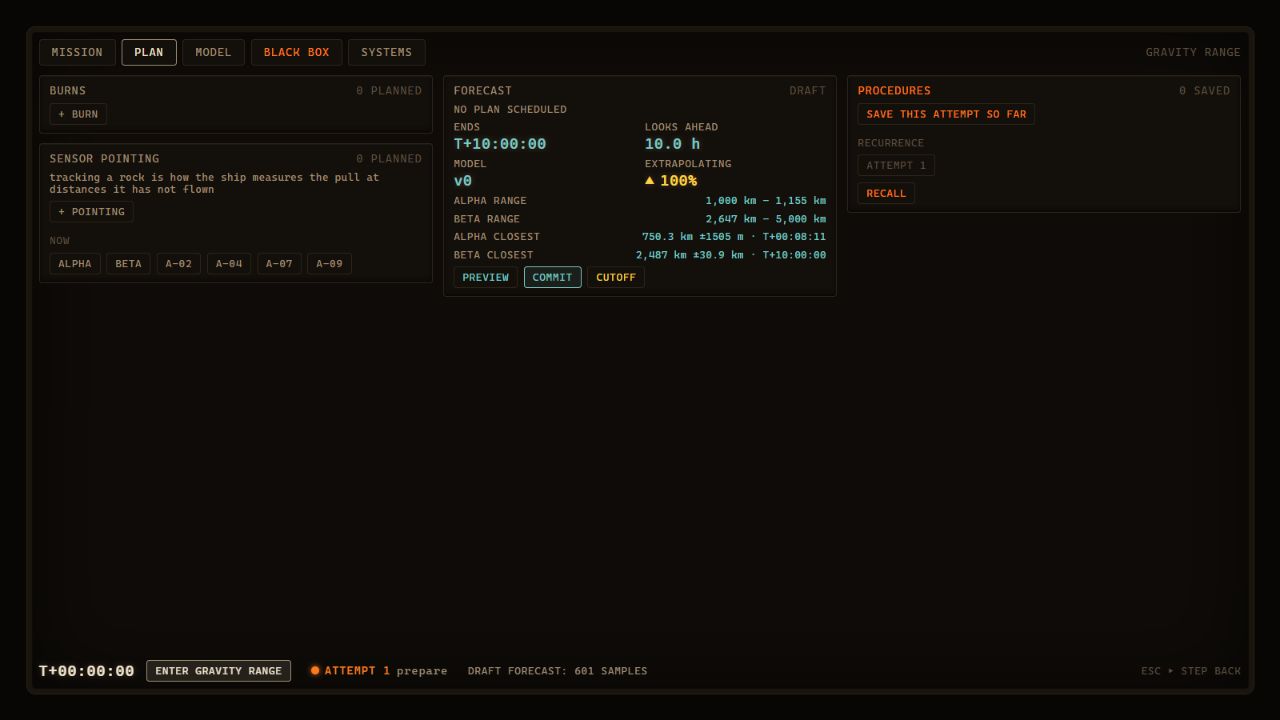 MISSION PLAN MODEL BLACK BOX SYSTEMS GRAVITY RANGE
BURNS 0 PLANNED
+ BURN
SENSOR POINTING 0 PLANNED
tracking a rock is how the ship measures the pull at
distances it has not flown
+ POINTING
NOW
ALPHA BETA A-02 A-04 A-07 A-09
FORECAST DRAFT
NO PLAN SCHEDULED
ENDS LOOKS AHEAD
T+10:00:00 10.0 h
MODEL EXTRAPOLATING
v0 ▲ 100%
ALPHA RANGE 1,000 km – 1,155 km
BETA RANGE 2,647 km – 5,000 km
ALPHA CLOSEST 750.3 km ±1505 m · T+00:08:11
BETA CLOSEST 2,487 km ±30.9 km · T+10:00:00
PREVIEW COMMIT CUTOFF
PROCEDURES 0 SAVED
SAVE THIS ATTEMPT SO FAR
RECURRENCE
ATTEMPT 1
RECALL
T+00:00:00 ENTER GRAVITY RANGE ATTEMPT 1 prepare DRAFT FORECAST: 601 SAMPLES ESC ▸ STEP BACK